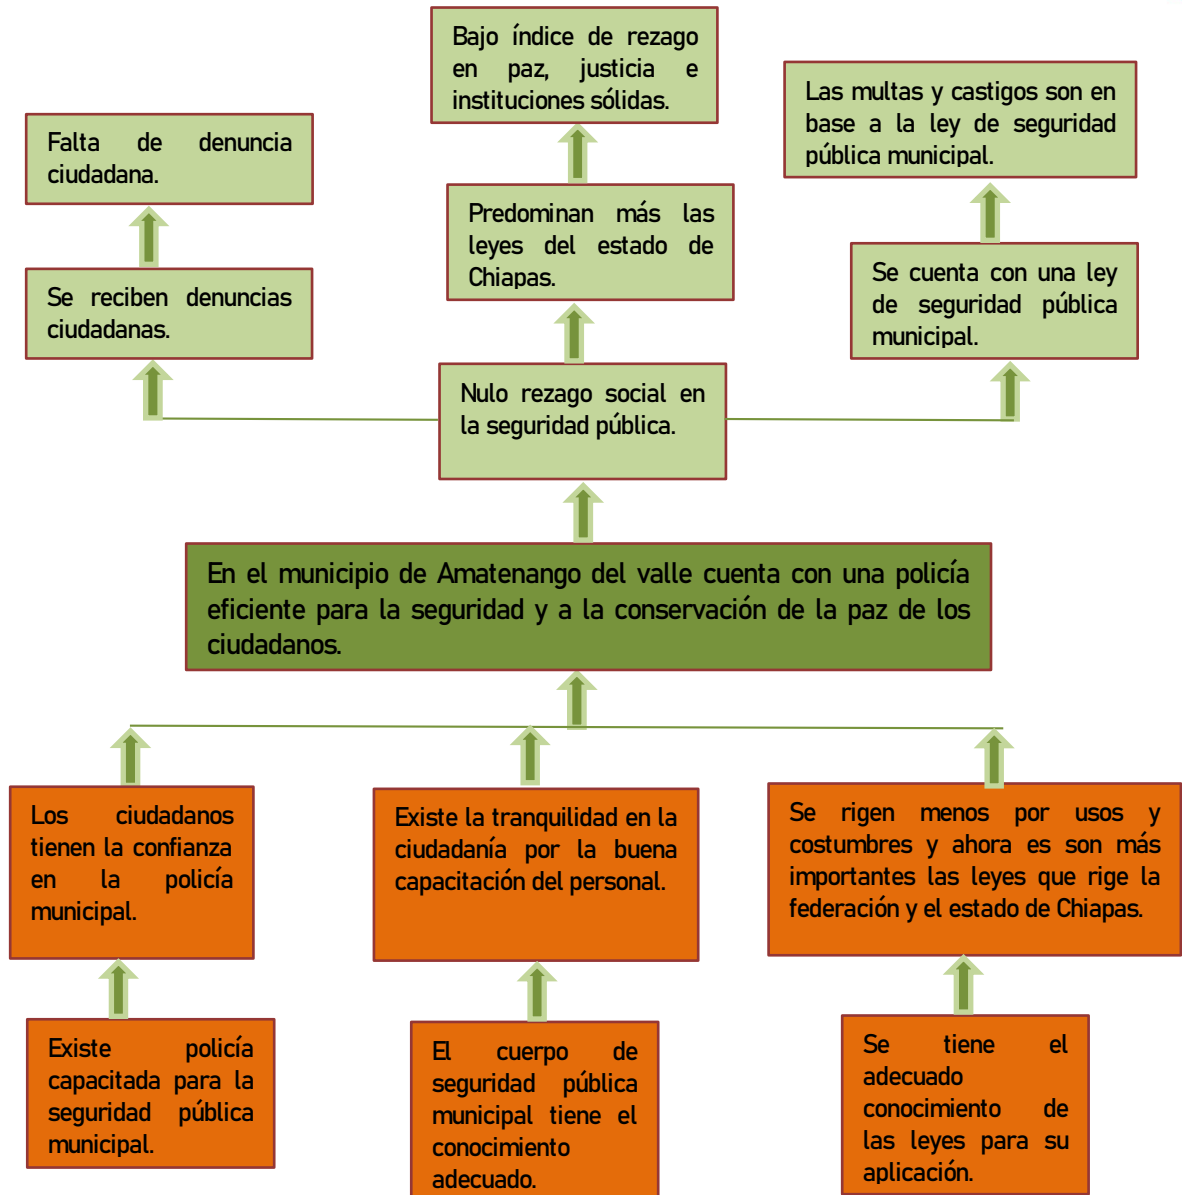 Bajo índice de rezago
en paz, justicia e
instituciones sólidas.
Las multas y castigos son en
base a la ley de seguridad
pública municipal.
Falta de denuncia
ciudadana.
Predominan más las
leyes del estado de
Chiapas.
Se cuenta con una ley
de seguridad pública
municipal.
Se reciben denuncias
ciudadanas.
Nulo rezago social en
la seguridad pública.
En el municipio de Amatenango del valle cuenta con una policía
eficiente para la seguridad y a la conservación de la paz de los
ciudadanos.
Los ciudadanos
tienen la confianza
en la policía
municipal.
Existe la tranquilidad en la
ciudadanía por la buena
capacitación del personal.
Se rigen menos por usos y
costumbres y ahora es son más
importantes las leyes que rige la
federación y el estado de Chiapas.
Existe policía
capacitada para la
seguridad pública
municipal.
El cuerpo de
seguridad pública
municipal tiene el
conocimiento
adecuado.
Se tiene el
adecuado
conocimiento de
las leyes para su
aplicación.